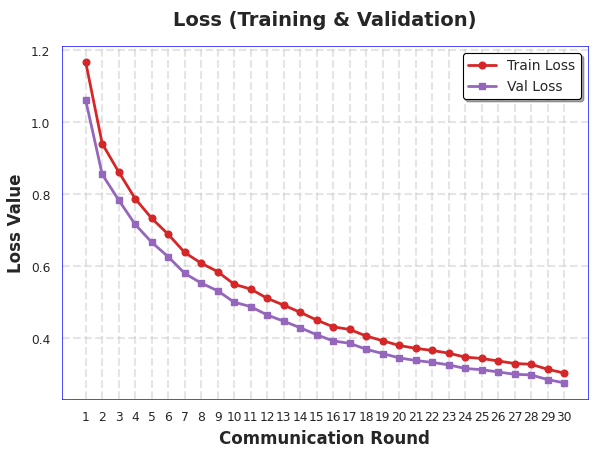 Loss (Training & Validation)
Train Loss
Val Loss
1.2
1.0
0.8
0.6
0.4
Loss Value
1 2 3 4 5 6 7 8 9 10 11 12 13 14 15 16 17 18 19 20 21 22 23 24 25 26 27 28 29 30
Communication Round